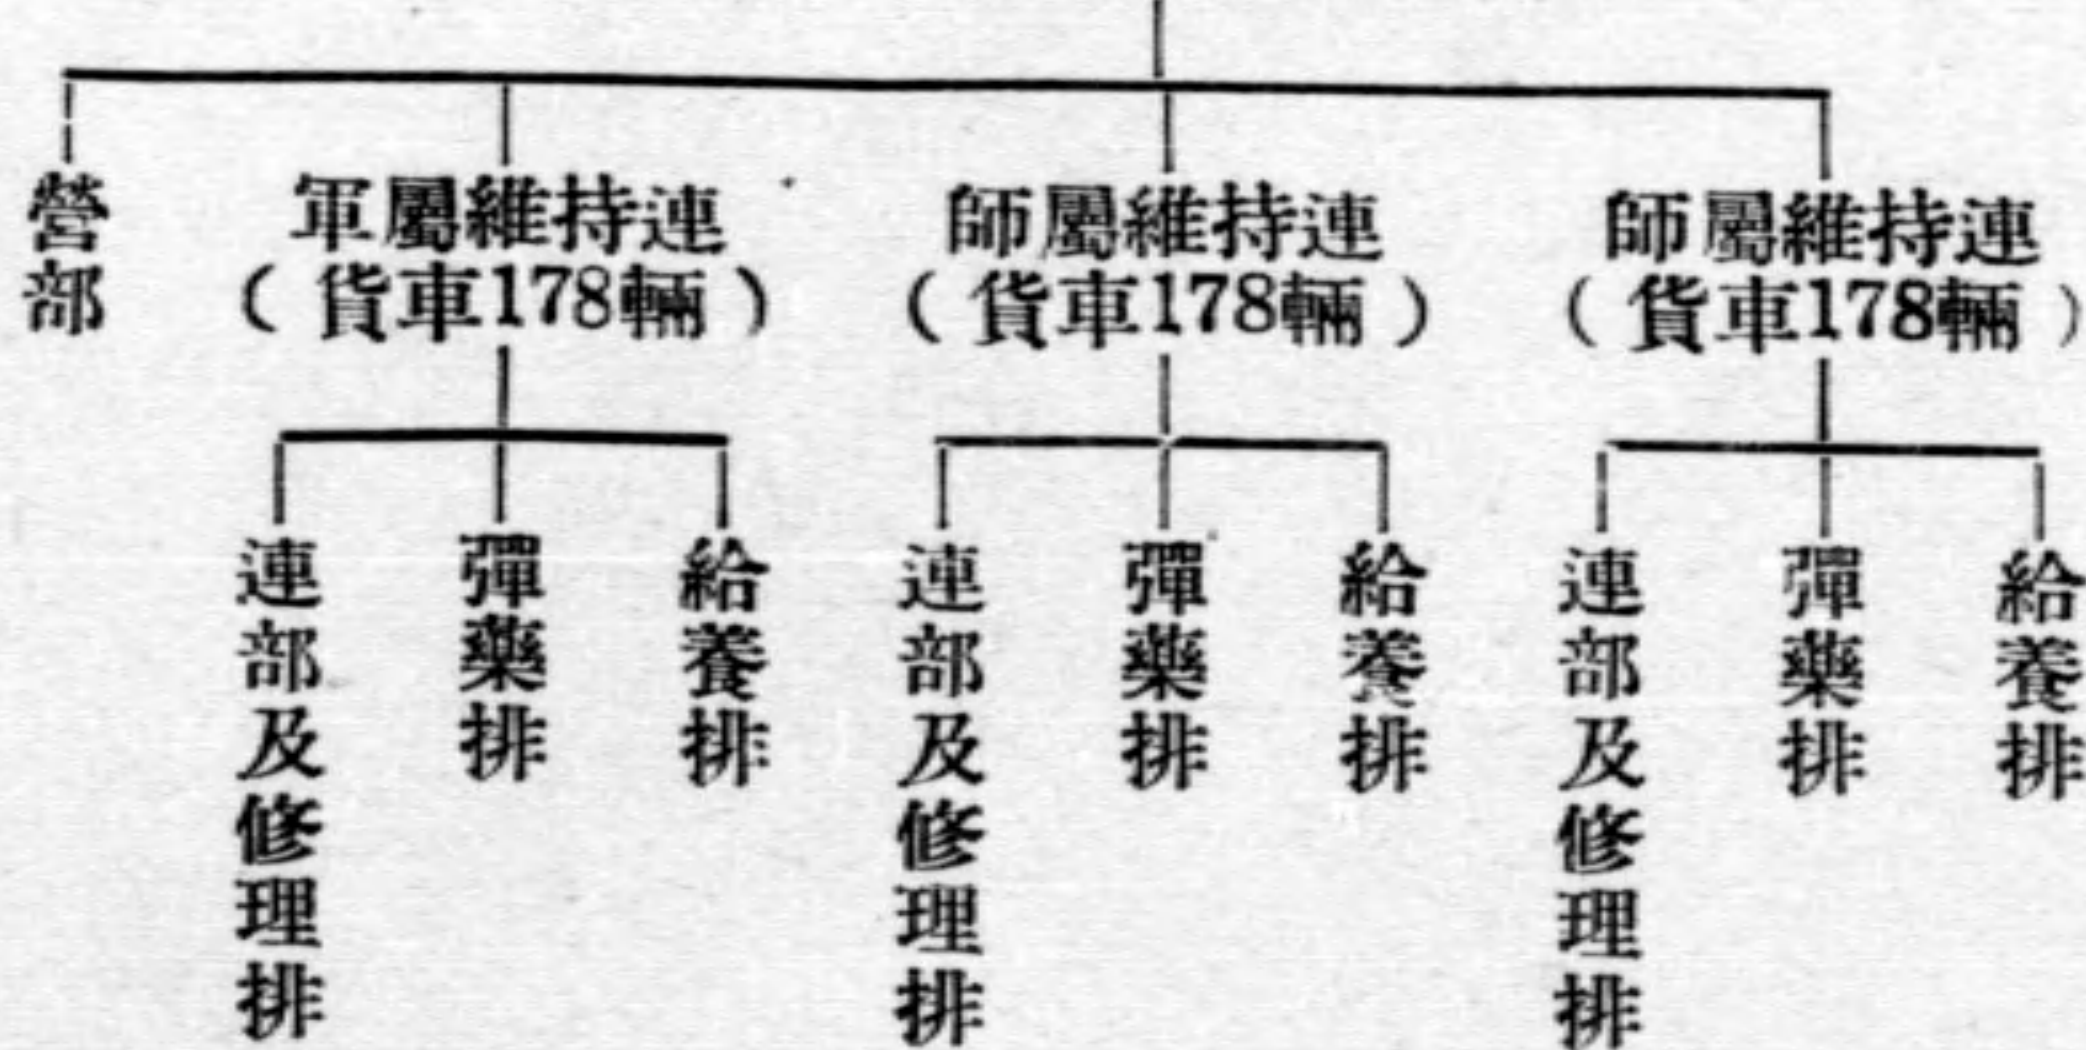 營部
軍屬維持連
（貨車178輛）
師屬維持連
（貨車178輛）
師屬維持連
（貨車178輛）
連部及修理排
彈藥排
給養排
連部及修理排
彈藥排
給養排
連部及修理排
彈藥排
給養排